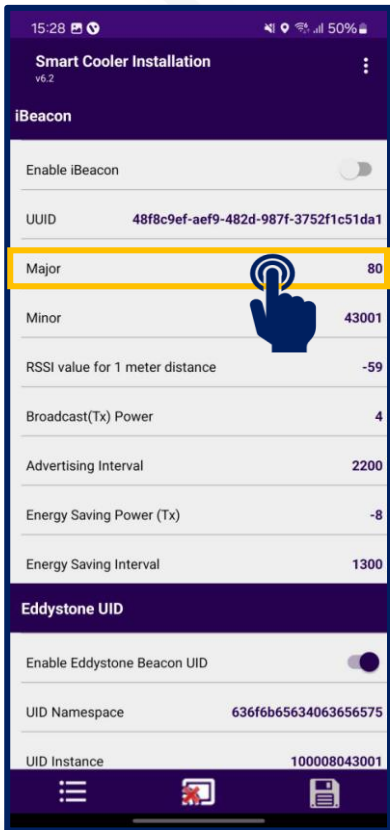 15:28 50%
Smart Cooler Installation
v6.2
iBeacon
Enable iBeacon
UUID 48f8c9ef-aef9-482d-987f-3752f1c51da1
Major 80
Minor 43001
RSSI value for 1 meter distance -59
Broadcast(Tx) Power 4
Advertising Interval 2200
Energy Saving Power (Tx) -8
Energy Saving Interval 1300
Eddystone UID
Enable Eddystone Beacon UID
UID Namespace 636f6b65634063656575
UID Instance 100008043001